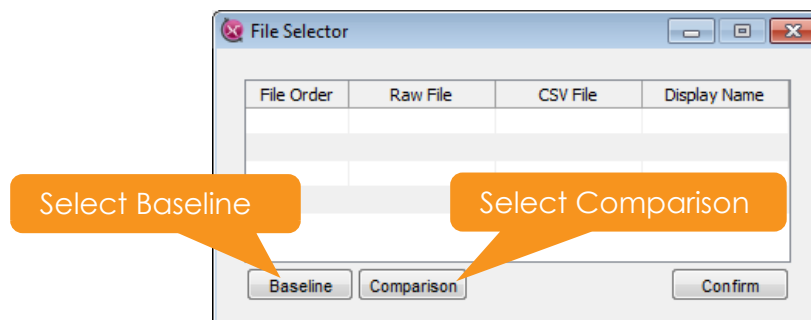 File Selector
File Order Raw File CSV File Display Name
Select Baseline Select Comparison
Baseline Comparison Confirm